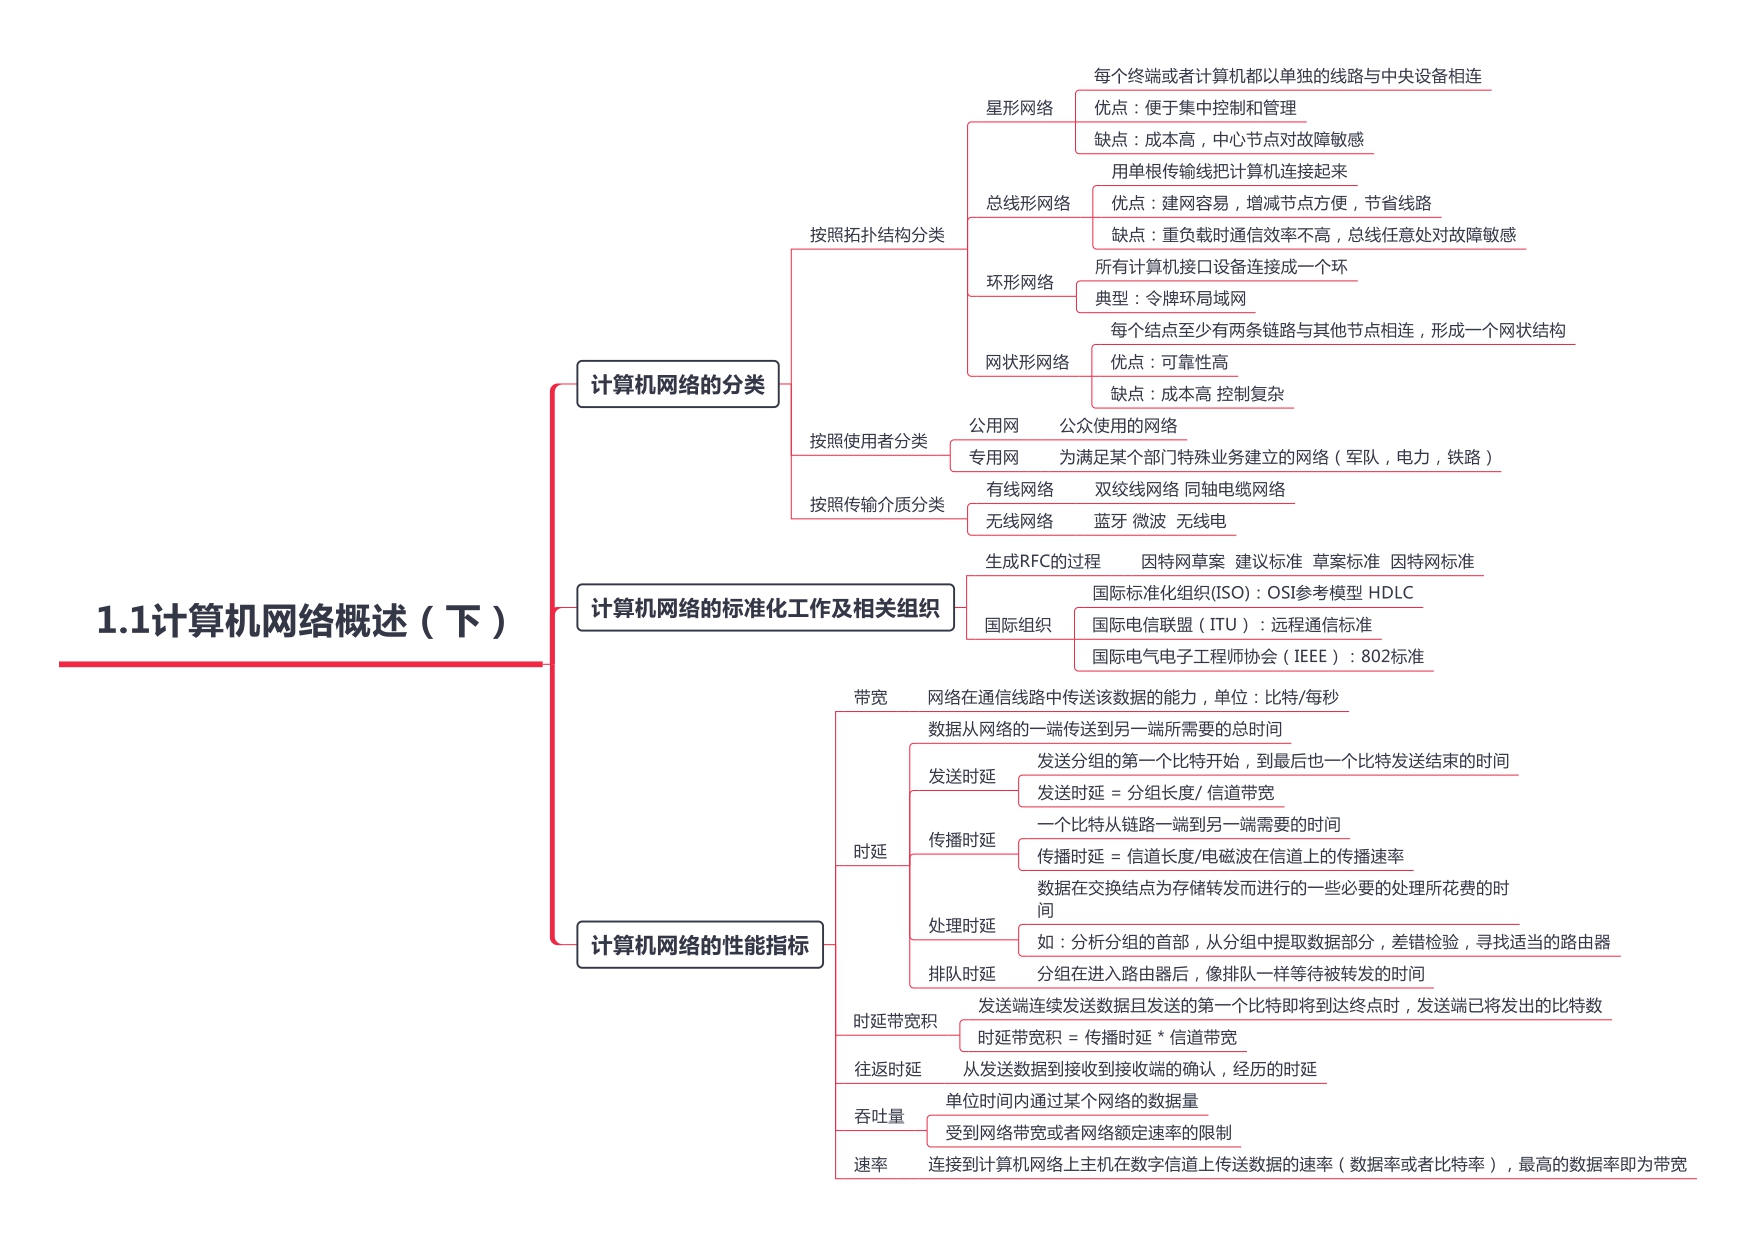 1.1计算机网络概述（下）
计算机网络的分类
按照拓扑结构分类
星形网络
每个终端或者计算机都以单独的线路与中央设备相连
优点：便于集中控制和管理
缺点：成本高，中心节点对故障敏感
总线形网络
用单根传输线把计算机连接起来
优点：建网容易，增减节点方便，节省线路
缺点：重负载时通信效率不高，总线任意处对故障敏感
环形网络
所有计算机接口设备连接成一个环
典型：令牌环局域网
网状形网络
每个结点至少有两条链路与其他节点相连，形成一个网状结构
优点：可靠性高
缺点：成本高 控制复杂
按照使用者分类
公用网
公众使用的网络
专用网
为满足某个部门特殊业务建立的网络（军队，电力，铁路）
按照传输介质分类
有线网络
双绞线网络 同轴电缆网络
无线网络
蓝牙 微波 无线电
计算机网络的标准化工作及相关组织
生成RFC的过程
因特网草案 建议标准 草案标准 因特网标准
国际组织
国际标准化组织(ISO)：OSI参考模型 HDLC
国际电信联盟（ITU）：远程通信标准
国际电气电子工程师协会（IEEE）：802标准
计算机网络的性能指标
带宽
网络在通信线路中传送该数据的能力，单位：比特/每秒
时延
数据从网络的一端传送到另一端所需要的总时间
发送时延
发送分组的第一个比特开始，到最后也一个比特发送结束的时间
发送时延 = 分组长度/ 信道带宽
传播时延
一个比特从链路一端到另一端需要的时间
传播时延 = 信道长度/电磁波在信道上的传播速率
处理时延
数据在交换结点为存储转发而进行的一些必要的处理所花费的时
间
如：分析分组的首部，从分组中提取数据部分，差错检验，寻找适当的路由器
排队时延
分组在进入路由器后，像排队一样等待被转发的时间
时延带宽积
发送端连续发送数据且发送的第一个比特即将到达终点时，发送端已将发出的比特数
时延带宽积 = 传播时延 * 信道带宽
往返时延
从发送数据到接收到接收端的确认，经历的时延
吞吐量
单位时间内通过某个网络的数据量
受到网络带宽或者网络额定速率的限制
速率
连接到计算机网络上主机在数字信道上传送数据的速率（数据率或者比特率），最高的数据率即为带宽